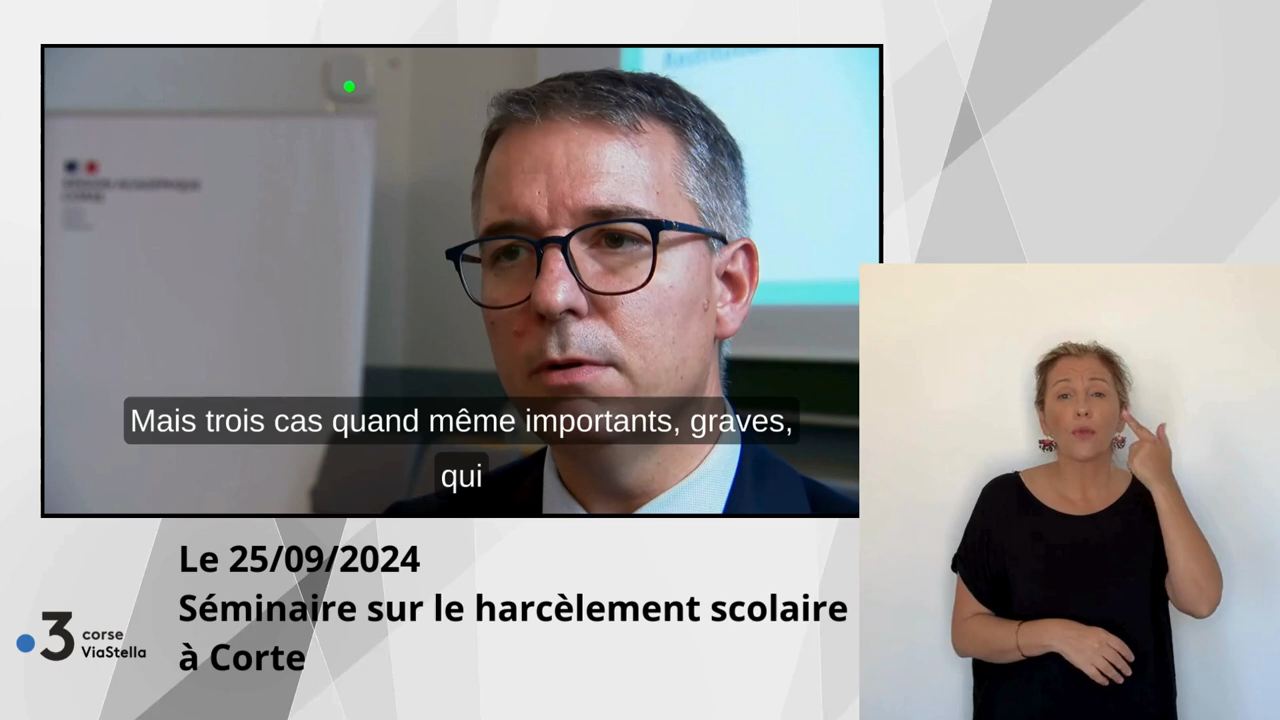 Mais trois cas quand même importants, graves,
qui
Le 25/09/2024
Séminaire sur le harcèlement scolaire
à Corte
3 corse
ViaStella